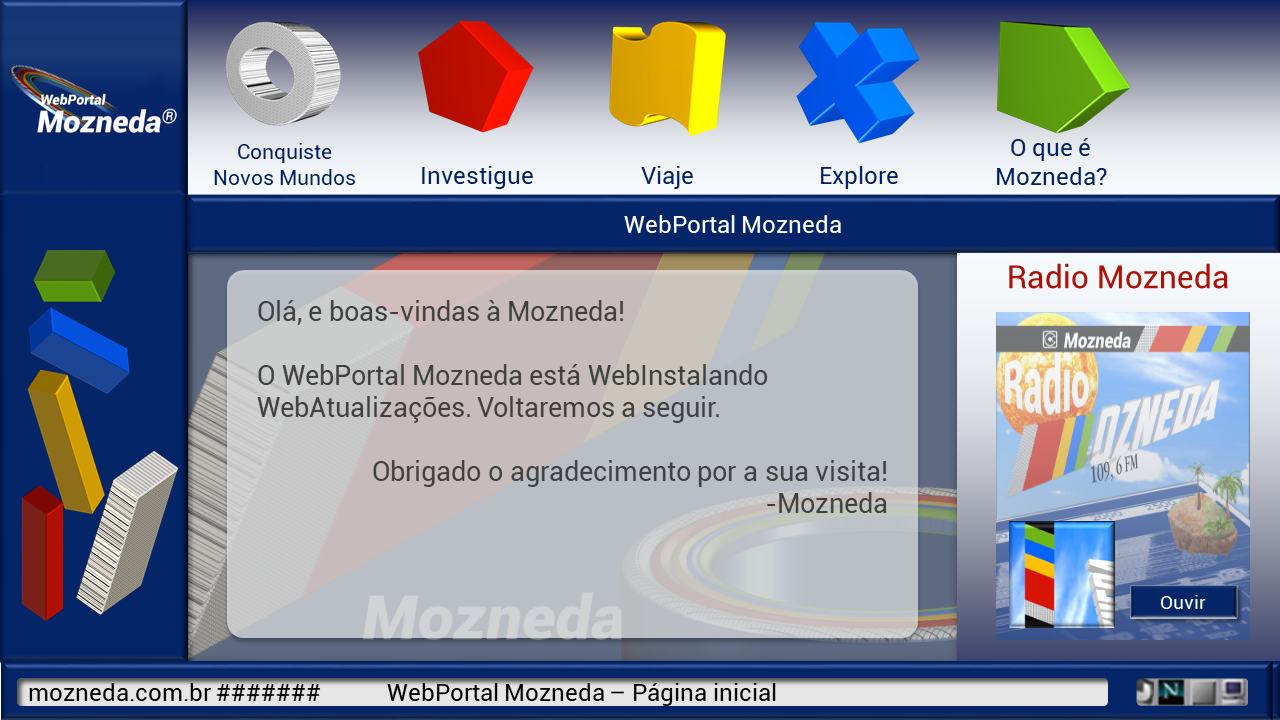 WebPortal
Mozneda®
Conquiste
Novos Mundos
Investigue
Viaje
Explore
O que é
Mozneda?
WebPortal Mozneda
Olá, e boas-vindas à Mozneda!
O WebPortal Mozneda está WebInstalando
WebAtualizações. Voltaremos a seguir.
Obrigado o agradecimento por a sua visita!
-Mozneda
Mozneda
Radio Mozneda
Mozneda
Radio
MOZNEDA
109, 6 FM
Ouvir
mozneda.com.br ####### WebPortal Mozneda – Página inicial
N